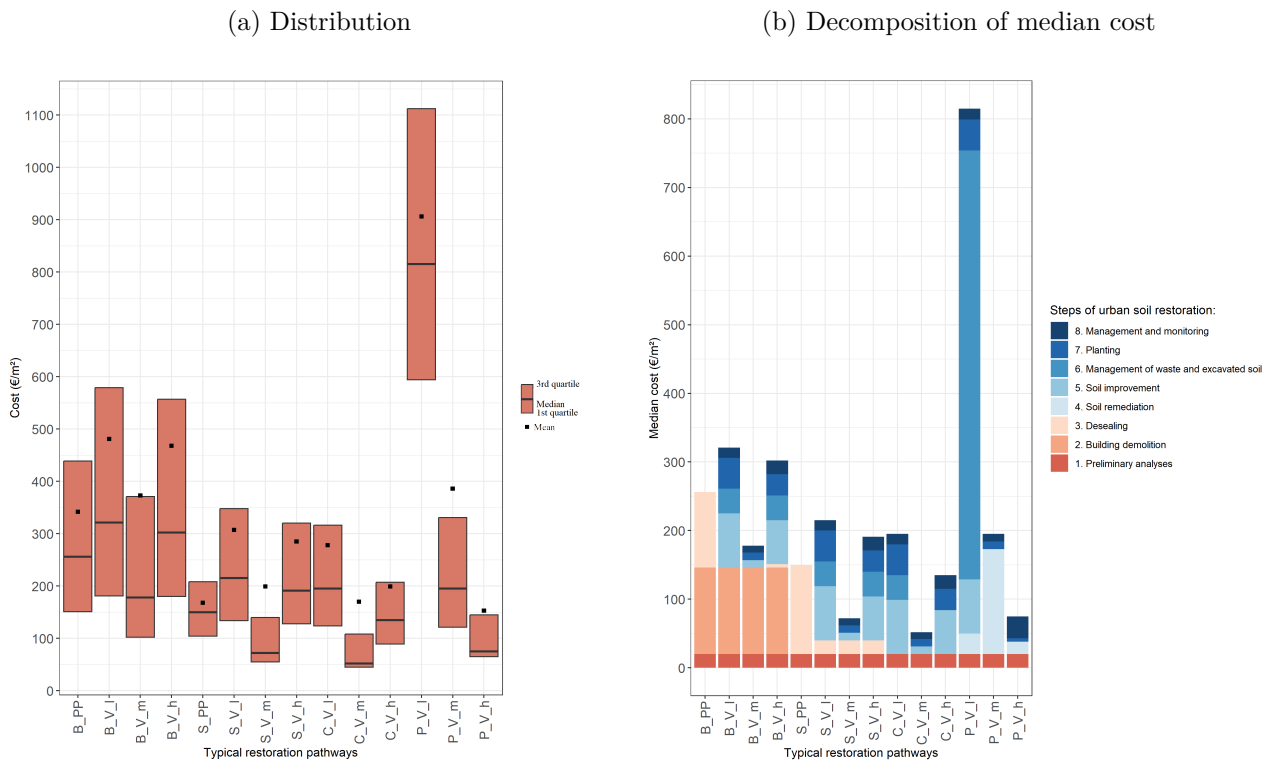 (a) Distribution
(b) Decomposition of median cost
Cost (€/m²)
1100
1000
900
800
700
600
500
400
300
200
100
0
B_PP
B_V_l
B_V_m
B_V_h
S_PP
S_V_l
S_V_m
S_V_h
C_V_l
C_V_m
C_V_h
P_V_l
P_V_m
P_V_h
Typical restoration pathways
3rd quartile
Median
1st quartile
Mean
Median cost (€/m²)
800
700
600
500
400
300
200
100
0
B_PP
B_V_l
B_V_m
B_V_h
S_PP
S_V_l
S_V_m
S_V_h
C_V_l
C_V_m
C_V_h
P_V_l
P_V_m
P_V_h
Typical restoration pathways
Steps of urban soil restoration:
8. Management and monitoring
7. Planting
6. Management of waste and excavated soil
5. Soil improvement
4. Soil remediation
3. Desealing
2. Building demolition
1. Preliminary analyses